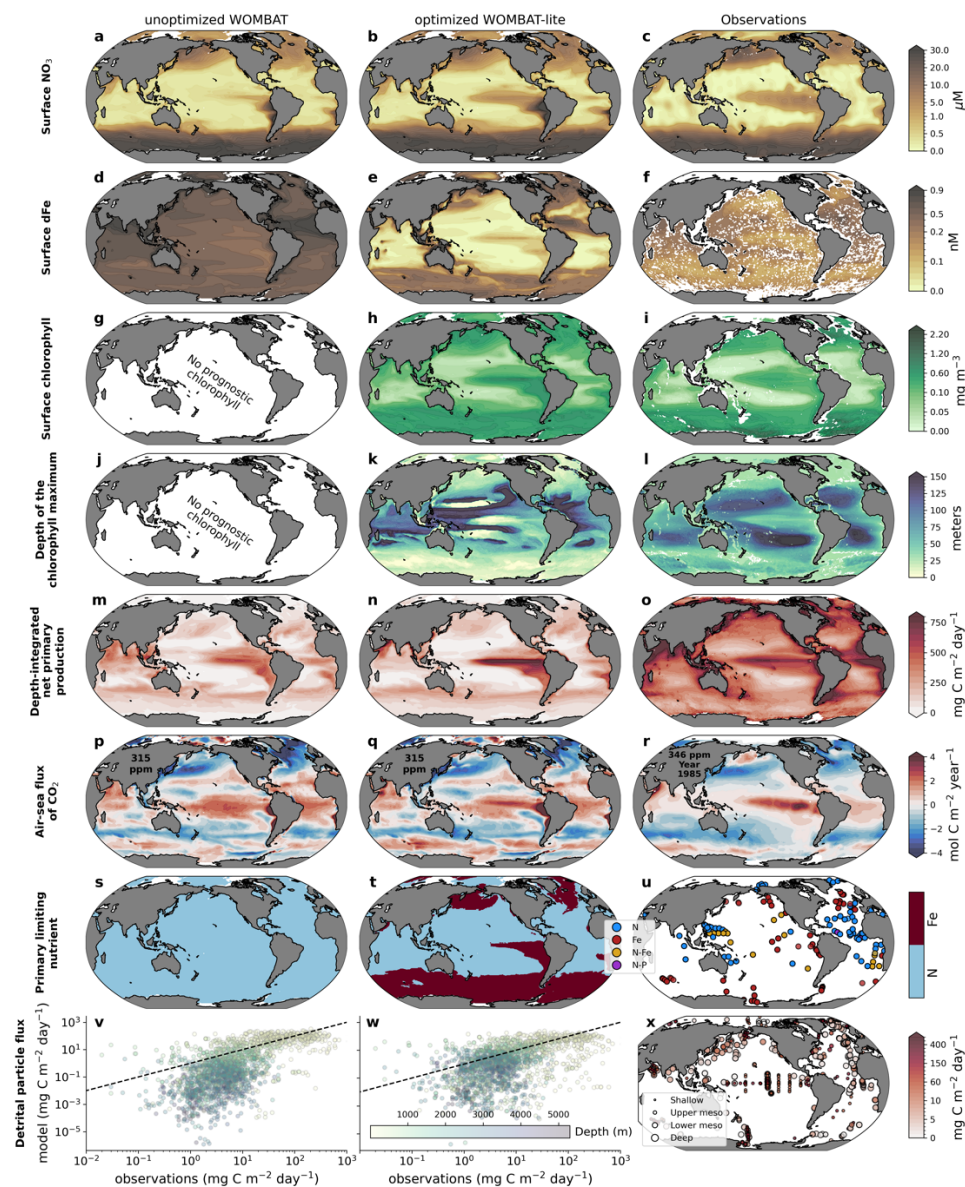 unoptimized WOMBAT
optimized WOMBAT-lite
Observations
Surface NO₃
a
b
c
30.0
20.0
10.0
5.0
1.0
0.0
μM
Surface dFe
d
e
f
0.9
0.5
0.2
0.1
0.0
nM
Surface chlorophyll
g
No prognostic
chlorophyll
h
i
2.20
1.20
0.60
0.10
0.05
0.00
mg m⁻³
Depth of the
chlorophyll maximum
j
No prognostic
chlorophyll
k
l
150
125
100
75
50
25
0
meters
Depth-integrated
net primary
production
m
n
o
750
500
250
0
mg C m⁻² day⁻¹
Air-sea flux
of CO₂
p
315
ppm
q
315
ppm
r
346 ppm
Year
1985
4
2
0
−2
−4
mol C m⁻² year⁻¹
Primary limiting
nutrient
s
t
N
Fe
N-Fe
N-P
u
Fe
N
Detrital particle flux
model (mg C m⁻² day⁻¹)
v
10³
10¹
10⁻¹
10⁻³
10⁻⁵
10⁻²
10⁻¹
10⁰
10¹
10²
10³
observations (mg C m⁻² day⁻¹)
w
1000
2000
3000
4000
5000
Depth (m)
10⁻²
10⁻¹
10⁰
10¹
10²
10³
observations (mg C m⁻² day⁻¹)
x
Shallow
Upper meso
Lower meso
Deep
400
150
60
10
5
0
mg C m⁻² day⁻¹